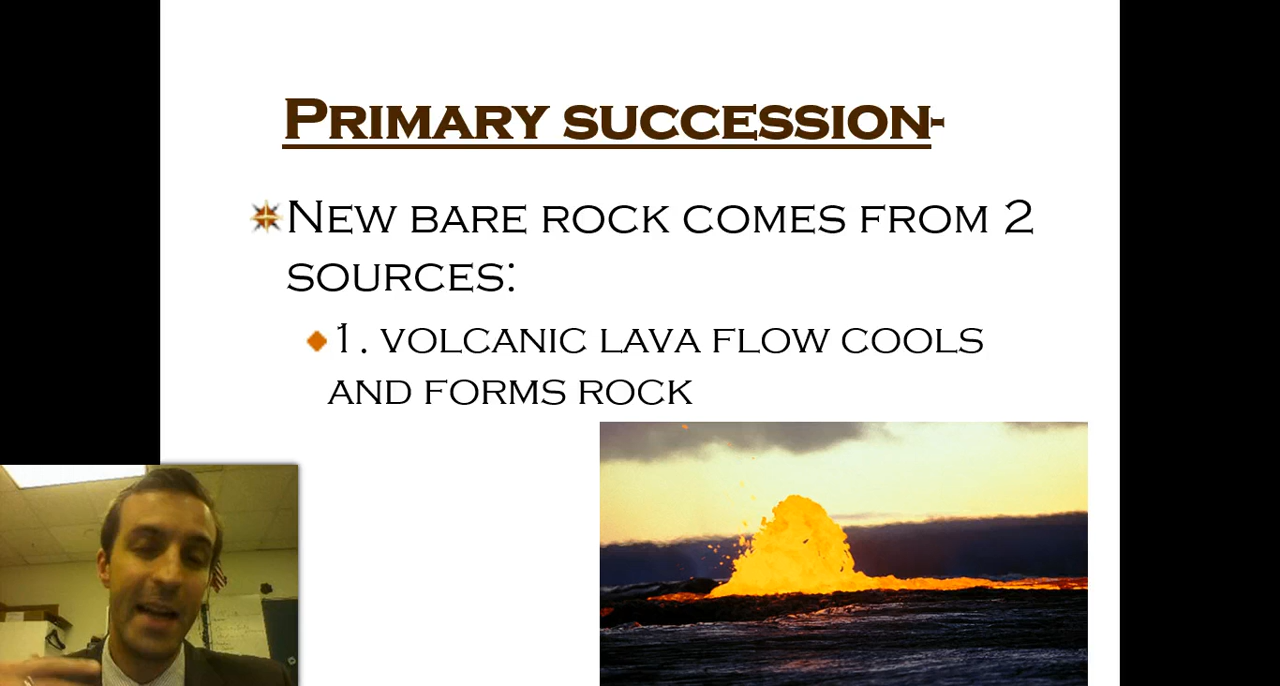 Primary succession-
New bare rock comes from 2
sources:
1. volcanic lava flow cools
and forms rock